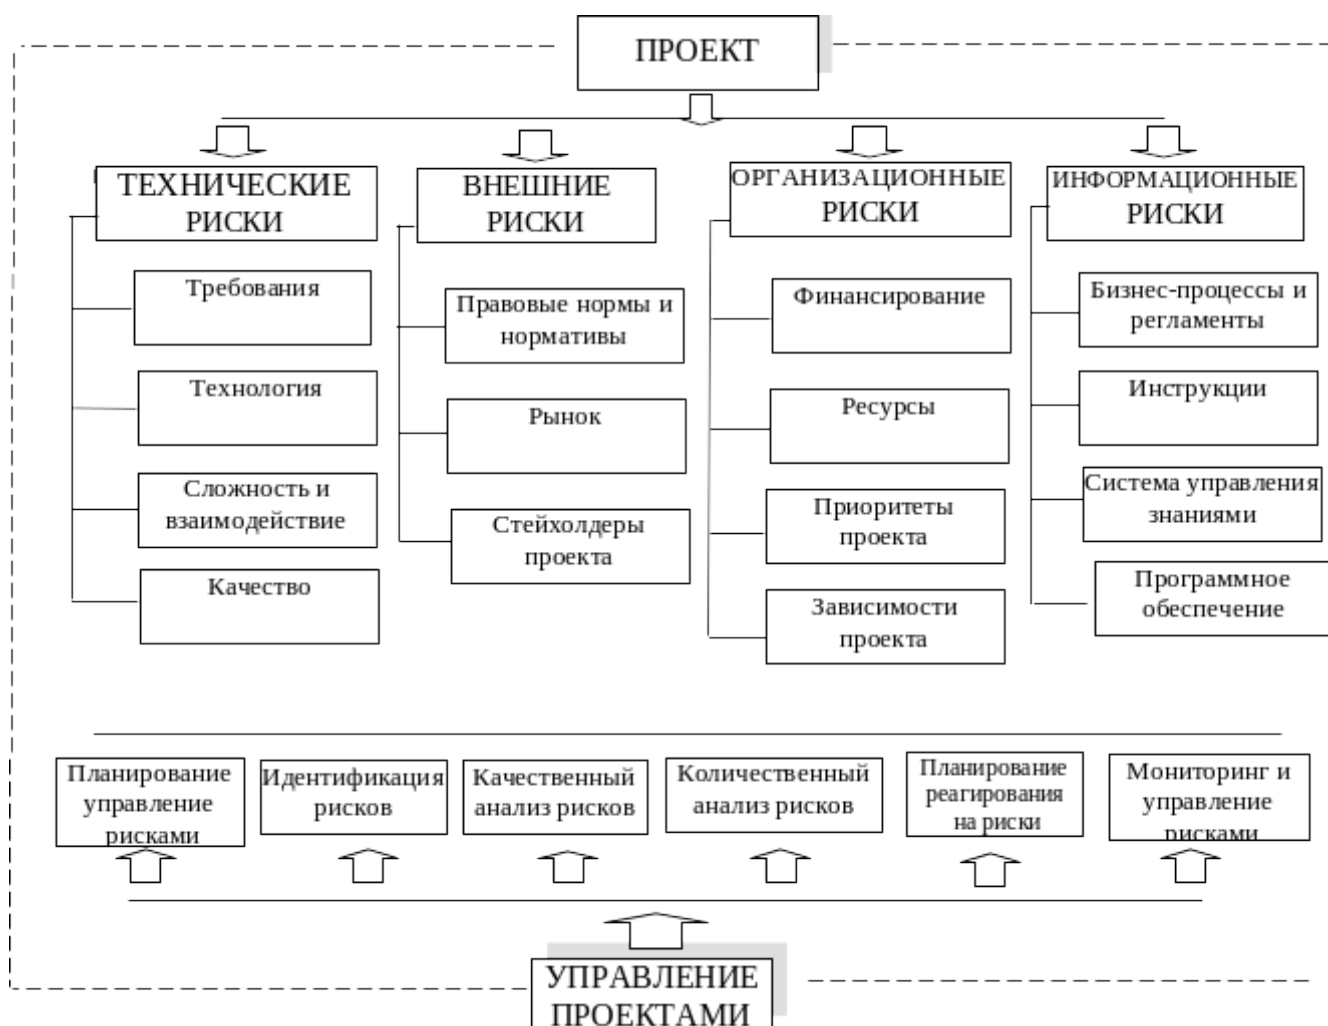 ПРОЕКТ
ТЕХНИЧЕСКИЕ
РИСКИ
Требования
Технология
Сложность и
взаимодействие
Качество
ВНЕШНИЕ
РИСКИ
Правовые нормы и
нормативы
Рынок
Стейхолдеры
проекта
ОРГАНИЗАЦИОННЫЕ
РИСКИ
Финансирование
Ресурсы
Приоритеты
проекта
Зависимости
проекта
ИНФОРМАЦИОННЫЕ
РИСКИ
Бизнес-процессы и
регламенты
Инструкции
Система управления
знаниями
Программное
обеспечение
Планирование
управление
рисками
Идентификация
рисков
Качественный
анализ рисков
Количественный
анализ рисков
Планирование
реагирования
на риски
Мониторинг и
управление
рисками
УПРАВЛЕНИЕ
ПРОЕКТАМИ